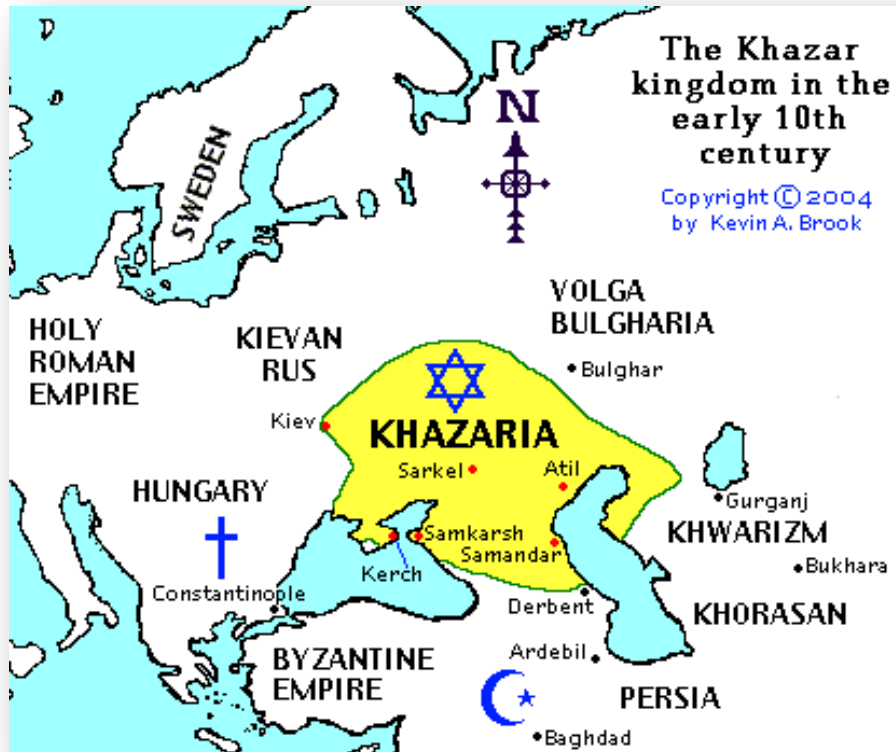 The Khazar
kingdom in the
early 10th
century
Copyright © 2004
by Kevin A. Brook
N
SWEDEN
HOLY
ROMAN
EMPIRE
KIEVAN
RUS
VOLGA
BULGHARIA
Bulghar
Kiev
KHAZARIA
Sarkel
Atil
HUNGARY
Gurganj
Samkarsh
KHWARIZM
Samandar
Kerch
Bukhara
Constantinople
Derbent
KHORASAN
Ardebil
BYZANTINE
EMPIRE
PERSIA
Baghdad